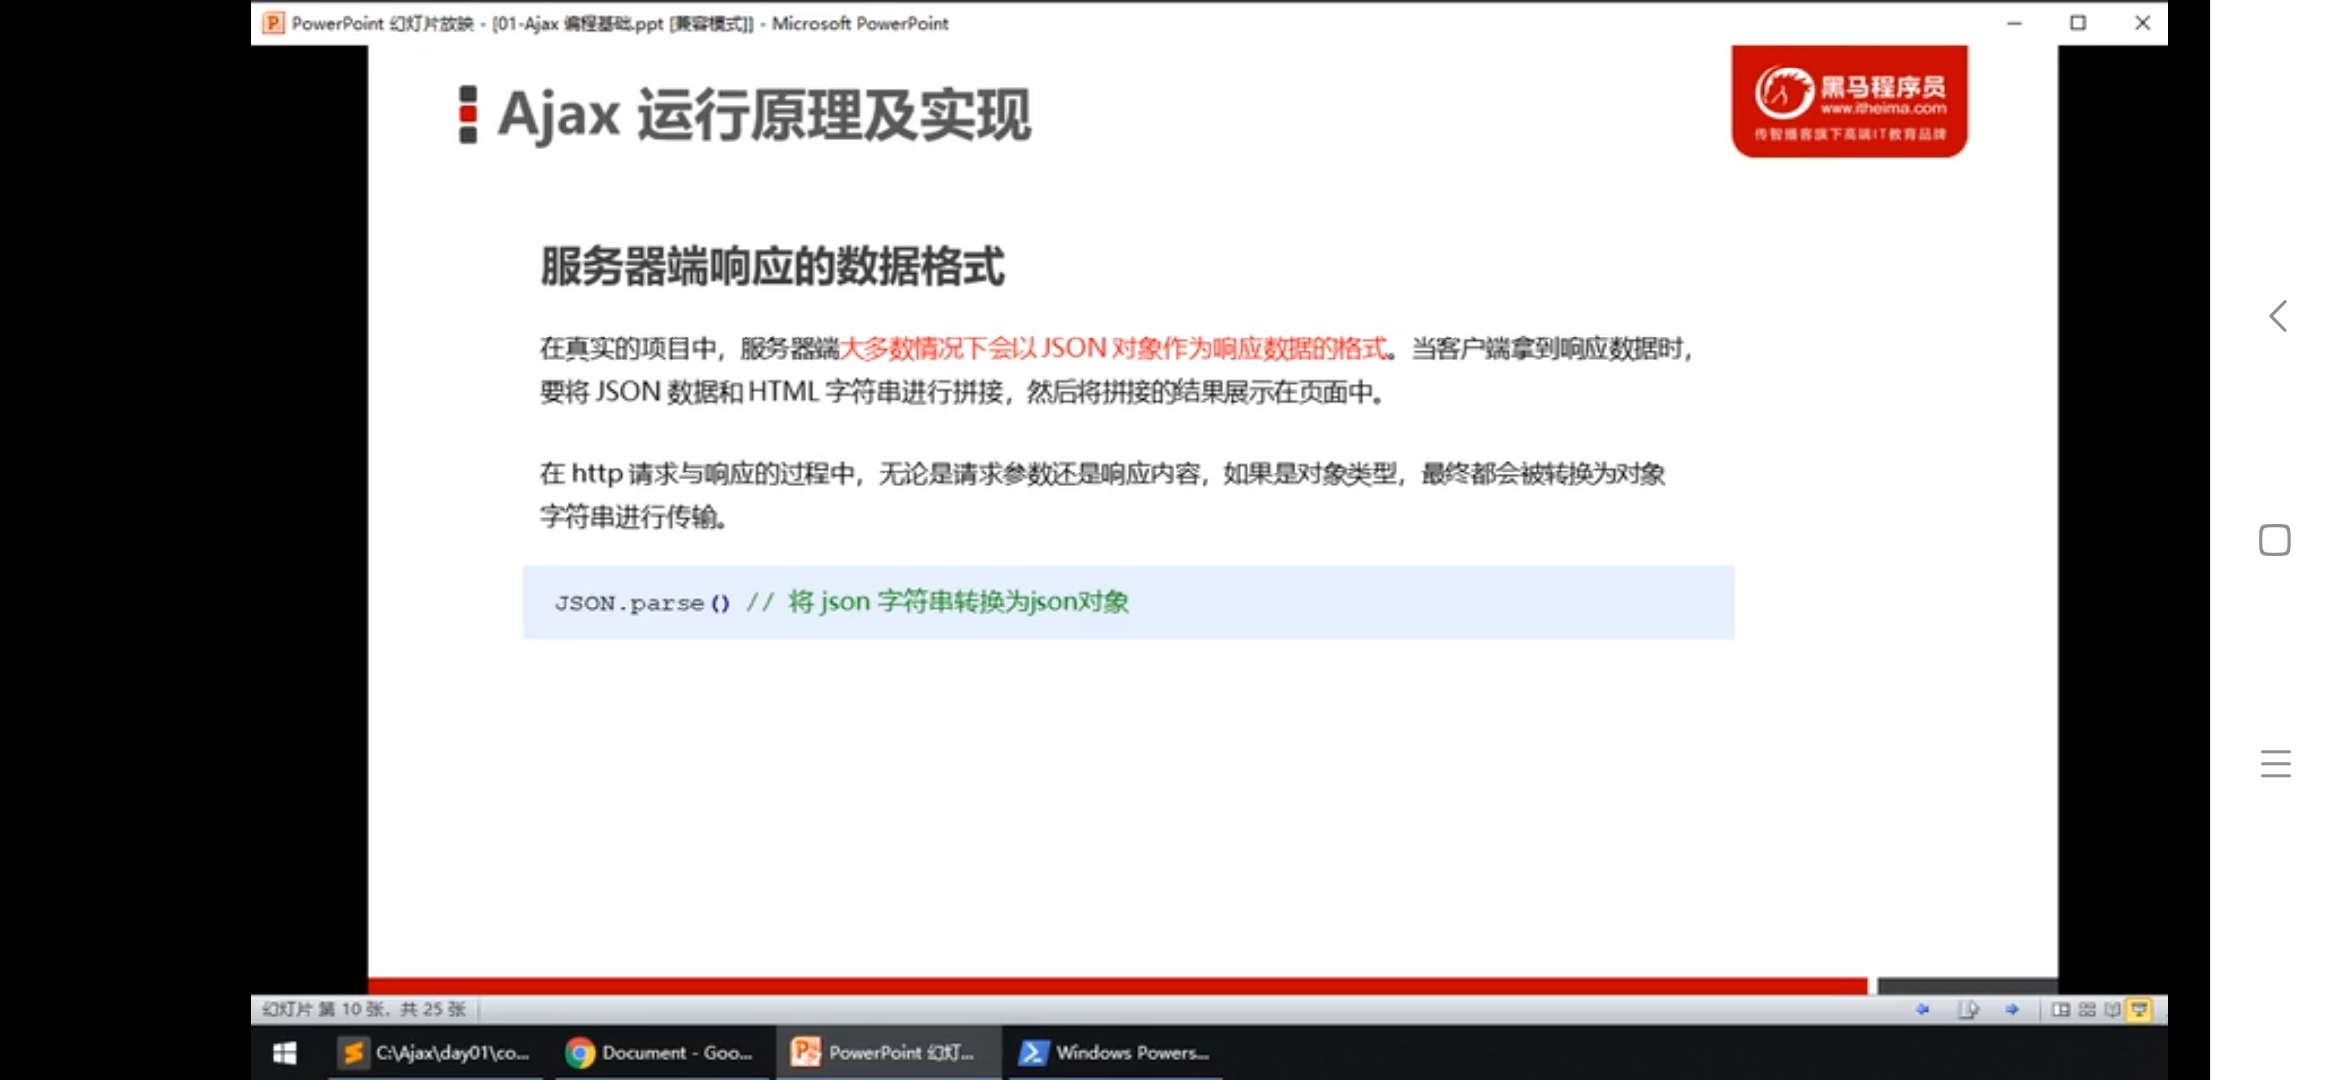 PowerPoint 幻灯片放映 - [01-Ajax 编程基础.ppt [兼容模式]] - Microsoft PowerPoint
Ajax 运行原理及实现
黑马程序员
www.itheima.com
传智播客旗下高端IT教育品牌
服务器端响应的数据格式
在真实的项目中，服务器端大多数情况下会以 JSON 对象作为响应数据的格式。当客户端拿到响应数据时，
要将 JSON 数据和 HTML 字符串进行拼接，然后将拼接的结果展示在页面中。
在 http 请求与响应的过程中，无论是请求参数还是响应内容，如果是对象类型，最终都会被转换为对象
字符串进行传输。
JSON.parse() // 将 json 字符串转换为json对象
幻灯片 第 10 张，共 25 张
C:\Ajax\day01\co...
Document - Goo...
PowerPoint 幻灯...
Windows Powers...